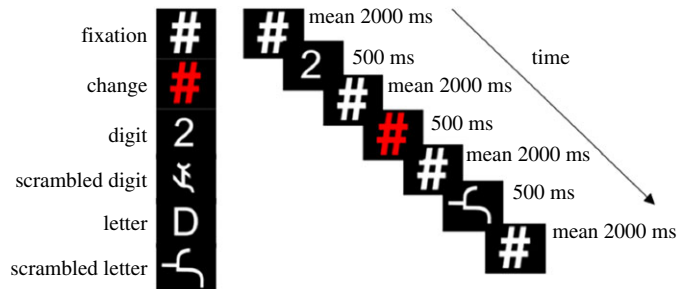 fixation
#
change
#
digit
2
scrambled digit
letter
D
scrambled letter
# mean 2000 ms
2 500 ms
# mean 2000 ms
# 500 ms
# mean 2000 ms
500 ms
# mean 2000 ms
time